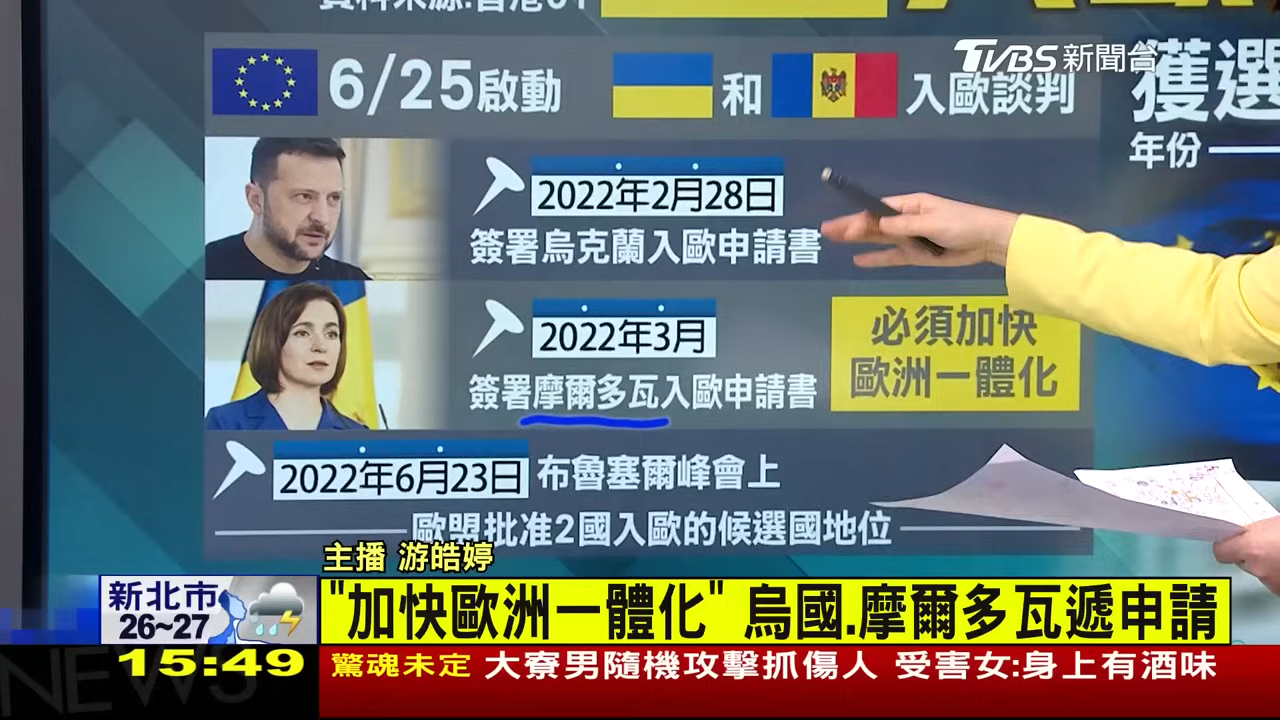 資料來源:香港01
TVBS新聞台
6/25啟動
和
入歐談判
獲選
年份
2022年2月28日
簽署烏克蘭入歐申請書
2022年3月
簽署摩爾多瓦入歐申請書
必須加快
歐洲一體化
2022年6月23日 布魯塞爾峰會上
歐盟批准2國入歐的候選國地位
主播 游皓婷
新北市
26~27
"加快歐洲一體化" 烏國.摩爾多瓦遞申請
15:49
驚魂未定 大寮男隨機攻擊抓傷人 受害女:身上有酒味
NEWS